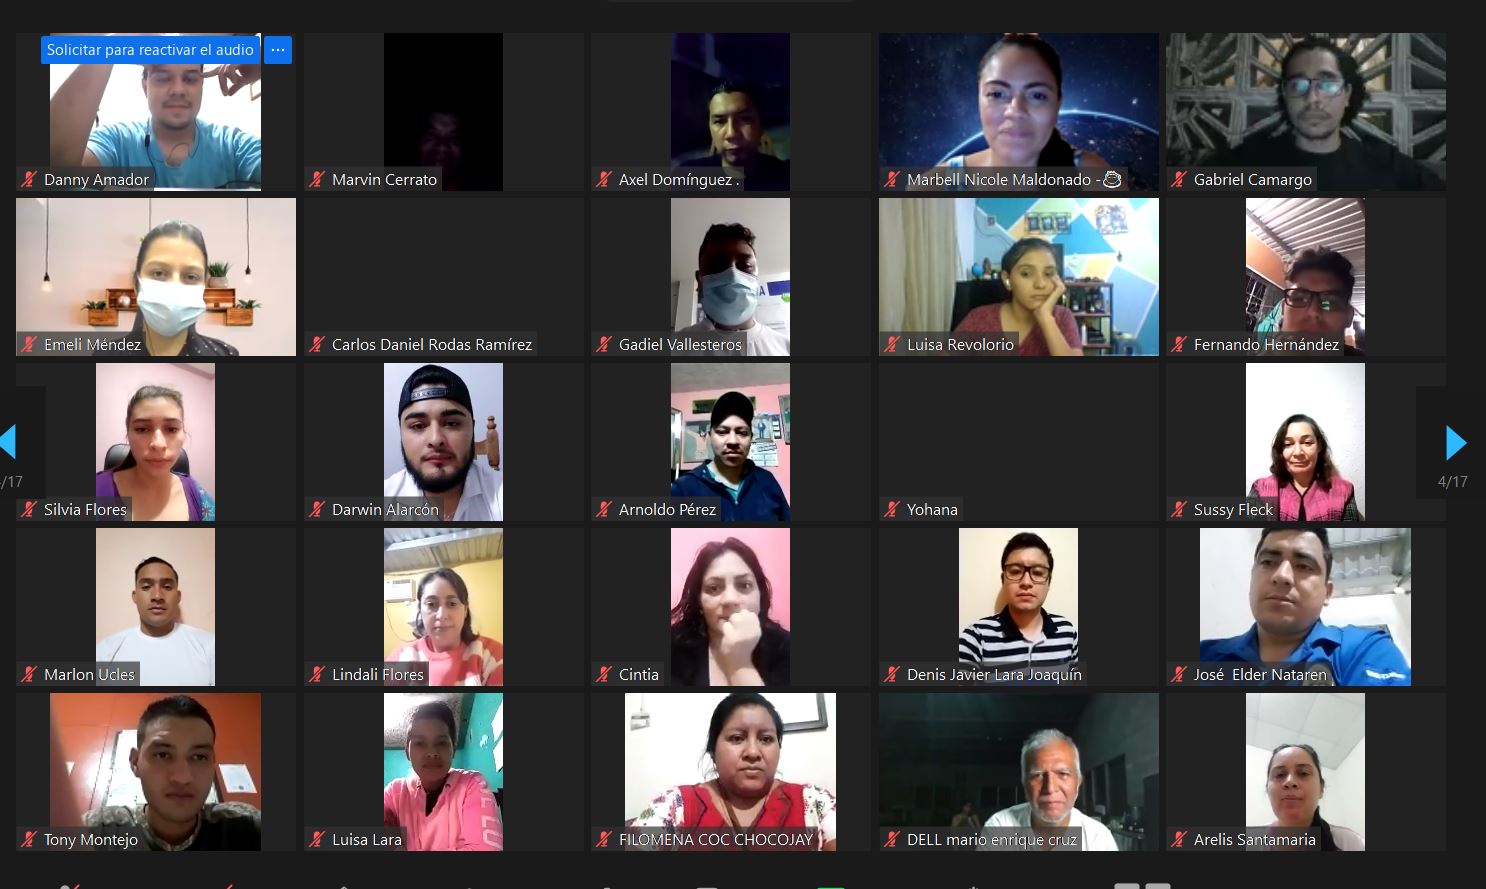 Solicitar para reactivar el audio ...
Danny Amador
Marvin Cerrato
Axel Domínguez .
Marbell Nicole Maldonado -
Gabriel Camargo
Emeli Méndez
Carlos Daniel Rodas Ramírez
Gadiel Vallesteros
Luisa Revolorio
Fernando Hernández
Silvia Flores
Darwin Alarcón
Arnoldo Pérez
Yohana
Sussy Fleck
/17
4/17
Marlon Ucles
Lindali Flores
Cintia
Denis Javier Lara Joaquín
José Elder Nataren
Tony Montejo
Luisa Lara
FILOMENA COC CHOCOJAY
DELL mario enrique cruz
Arelis Santamaria